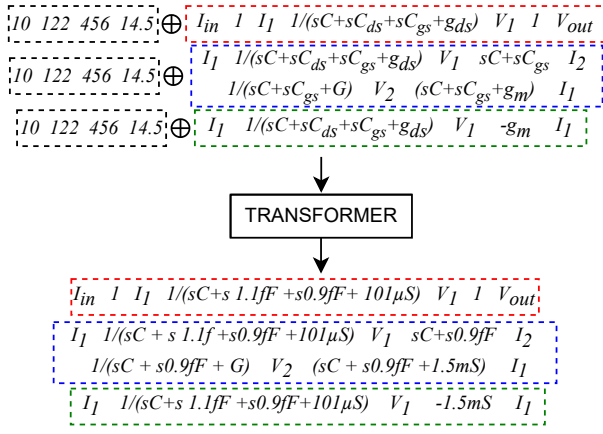 10 122 456 14.5 ⊕ I_in 1 I_1 1/(sC+sC_ds+sC_gs+g_ds) V_1 1 V_out
10 122 456 14.5 ⊕ I_1 1/(sC+sC_ds+sC_gs+g_ds) V_1 sC+sC_gs I_2
1/(sC+sC_gs+G) V_2 (sC+sC_gs+g_m) I_1
10 122 456 14.5 ⊕ I_1 1/(sC+sC_ds+sC_gs+g_ds) V_1 -g_m I_1
TRANSFORMER
I_in 1 I_1 1/(sC+s 1.1fF +s0.9fF+ 101μS) V_1 1 V_out
I_1 1/(sC + s 1.1f +s0.9fF +101μS) V_1 sC+s0.9fF I_2
1/(sC + s0.9fF + G) V_2 (sC + s0.9fF +1.5mS) I_1
I_1 1/(sC+s 1.1fF +s0.9fF+101μS) V_1 -1.5mS I_1